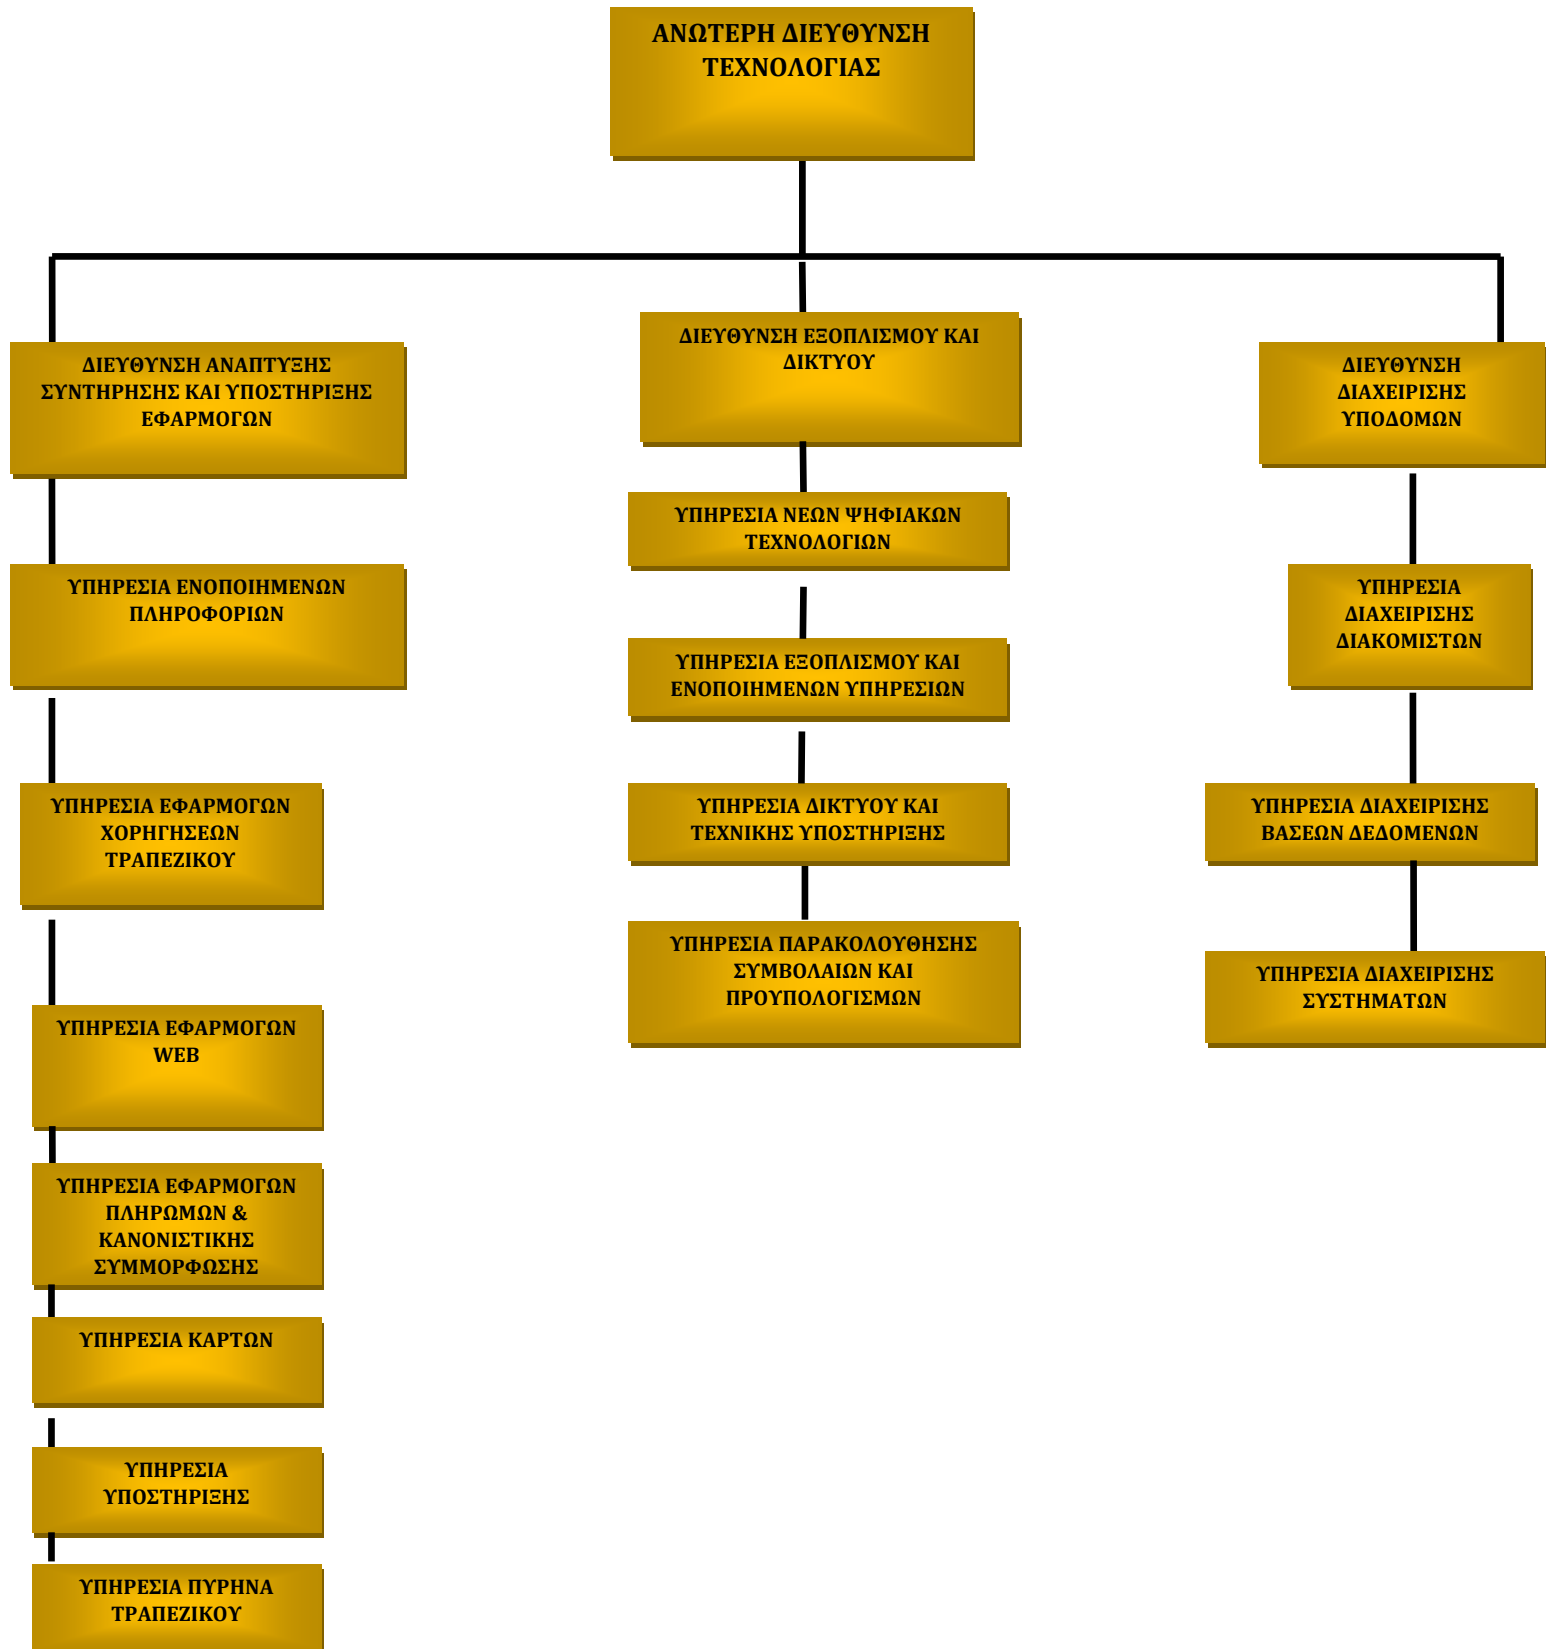 ΑΝΩΤΕΡΗ ΔΙΕΥΘΥΝΣΗ
ΤΕΧΝΟΛΟΓΙΑΣ
ΔΙΕΥΘΥΝΣΗ ΑΝΑΠΤΥΞΗΣ
ΣΥΝΤΗΡΗΣΗΣ ΚΑΙ ΥΠΟΣΤΗΡΙΞΗΣ
ΕΦΑΡΜΟΓΩΝ
ΥΠΗΡΕΣΙΑ ΕΝΟΠΟΙΗΜΕΝΩΝ
ΠΛΗΡΟΦΟΡΙΩΝ
ΥΠΗΡΕΣΙΑ ΕΦΑΡΜΟΓΩΝ
ΧΟΡΗΓΗΣΕΩΝ
ΤΡΑΠΕΖΙΚΟΥ
ΥΠΗΡΕΣΙΑ ΕΦΑΡΜΟΓΩΝ
WEB
ΥΠΗΡΕΣΙΑ ΕΦΑΡΜΟΓΩΝ
ΠΛΗΡΩΜΩΝ &
ΚΑΝΟΝΙΣΤΙΚΗΣ
ΣΥΜΜΟΡΦΩΣΗΣ
ΥΠΗΡΕΣΙΑ ΚΑΡΤΩΝ
ΥΠΗΡΕΣΙΑ
ΥΠΟΣΤΗΡΙΞΗΣ
ΥΠΗΡΕΣΙΑ ΠΥΡΗΝΑ
ΤΡΑΠΕΖΙΚΟΥ
ΔΙΕΥΘΥΝΣΗ ΕΞΟΠΛΙΣΜΟΥ ΚΑΙ
ΔΙΚΤΥΟΥ
ΥΠΗΡΕΣΙΑ ΝΕΩΝ ΨΗΦΙΑΚΩΝ
ΤΕΧΝΟΛΟΓΙΩΝ
ΥΠΗΡΕΣΙΑ ΕΞΟΠΛΙΣΜΟΥ ΚΑΙ
ΕΝΟΠΟΙΗΜΕΝΩΝ ΥΠΗΡΕΣΙΩΝ
ΥΠΗΡΕΣΙΑ ΔΙΚΤΥΟΥ ΚΑΙ
ΤΕΧΝΙΚΗΣ ΥΠΟΣΤΗΡΙΞΗΣ
ΥΠΗΡΕΣΙΑ ΠΑΡΑΚΟΛΟΥΘΗΣΗΣ
ΣΥΜΒΟΛΑΙΩΝ ΚΑΙ
ΠΡΟΥΠΟΛΟΓΙΣΜΩΝ
ΔΙΕΥΘΥΝΣΗ
ΔΙΑΧΕΙΡΙΣΗΣ
ΥΠΟΔΟΜΩΝ
ΥΠΗΡΕΣΙΑ
ΔΙΑΧΕΙΡΙΣΗΣ
ΔΙΑΚΟΜΙΣΤΩΝ
ΥΠΗΡΕΣΙΑ ΔΙΑΧΕΙΡΙΣΗΣ
ΒΑΣΕΩΝ ΔΕΔΟΜΕΝΩΝ
ΥΠΗΡΕΣΙΑ ΔΙΑΧΕΙΡΙΣΗΣ
ΣΥΣΤΗΜΑΤΩΝ